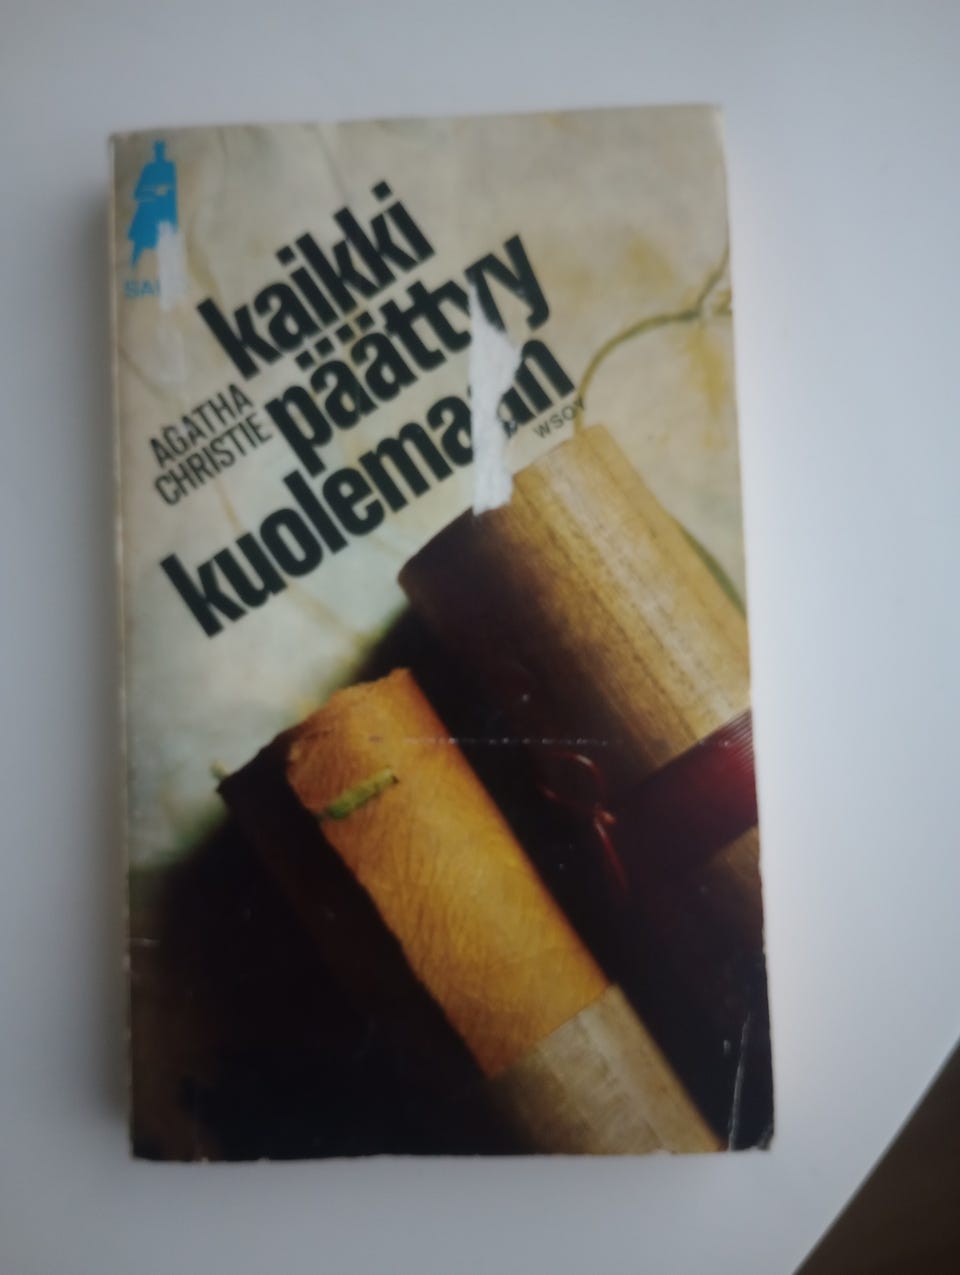 kaikki
päättyy
kuolemaan
AGATHA
CHRISTIE
WSOY